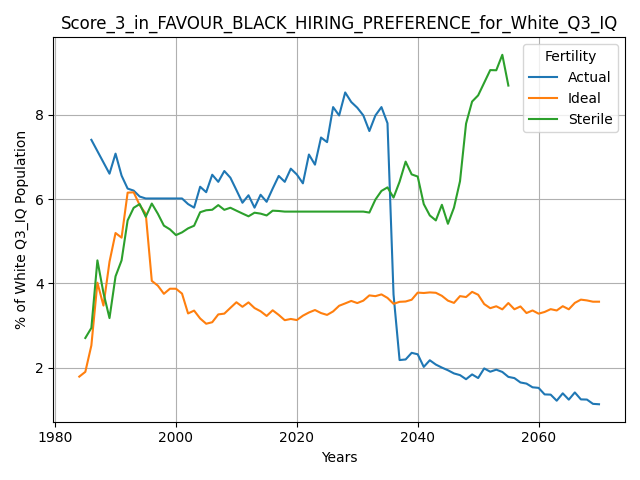 Score_3_in_FAVOUR_BLACK_HIRING_PREFERENCE_for_White_Q3_IQ
Fertility
Actual
Ideal
Sterile
% of White Q3_IQ Population
8
6
4
2
1980
2000
2020
2040
2060
Years